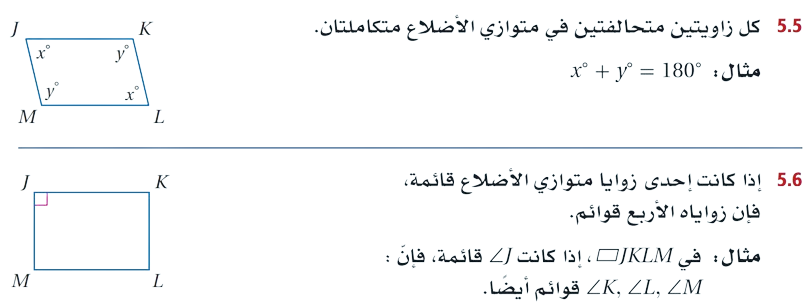 5.5 كل زاويتين متحالفتين في متوازي الأضلاع متكاملتان.
مثال: x° + y° = 180°
J K
x° y°
y° x°
M L
5.6 إذا كانت إحدى زوايا متوازي الأضلاع قائمة،
فإن زواياه الأربع قوائم.
مثال: في ▱JKLM، إذا كانت ∠J قائمة، فإنّ :
∠K, ∠L, ∠M قوائم أيضًا.
J K
M L